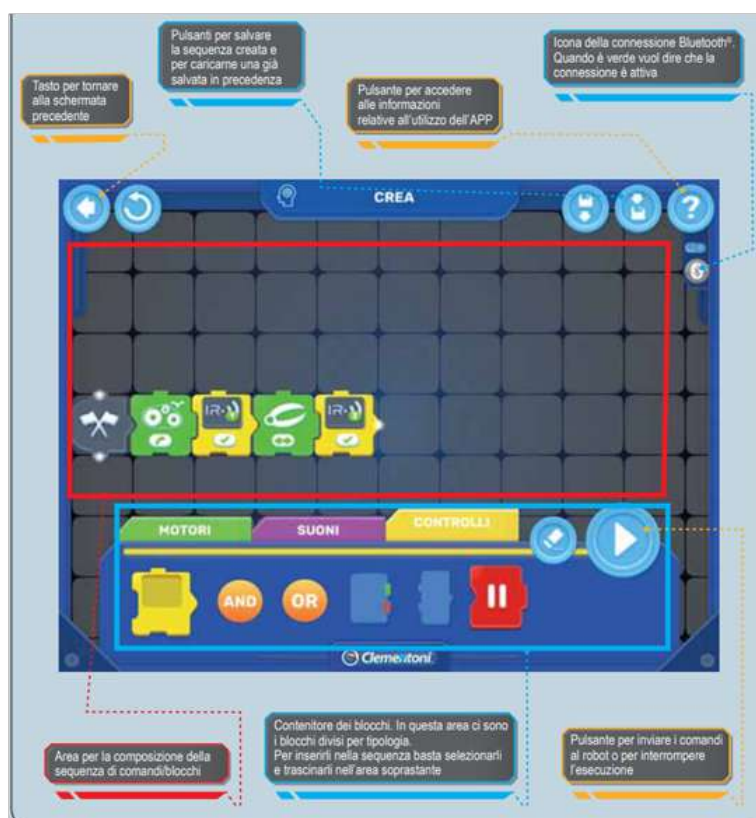 Pulsanti per salvare
la sequenza creata e
per caricarne una già
salvata in precedenza
Icona della connessione Bluetooth®.
Quando è verde vuol dire che la
connessione è attiva
Tasto per tornare
alla schermata
precedente
Pulsante per accedere
alle informazioni
relative all'utilizzo dell'APP
CREA
?
IR
IR
MOTORI
SUONI
CONTROLLI
AND
OR
Clementoni
Area per la composizione della
sequenza di comandi/blocchi
Contenitore dei blocchi. In questa area ci sono
i blocchi divisi per tipologia.
Per inserirli nella sequenza basta selezionarli
e trascinarli nell'area soprastante
Pulsante per inviare i comandi
al robot o per interrompere
l'esecuzione